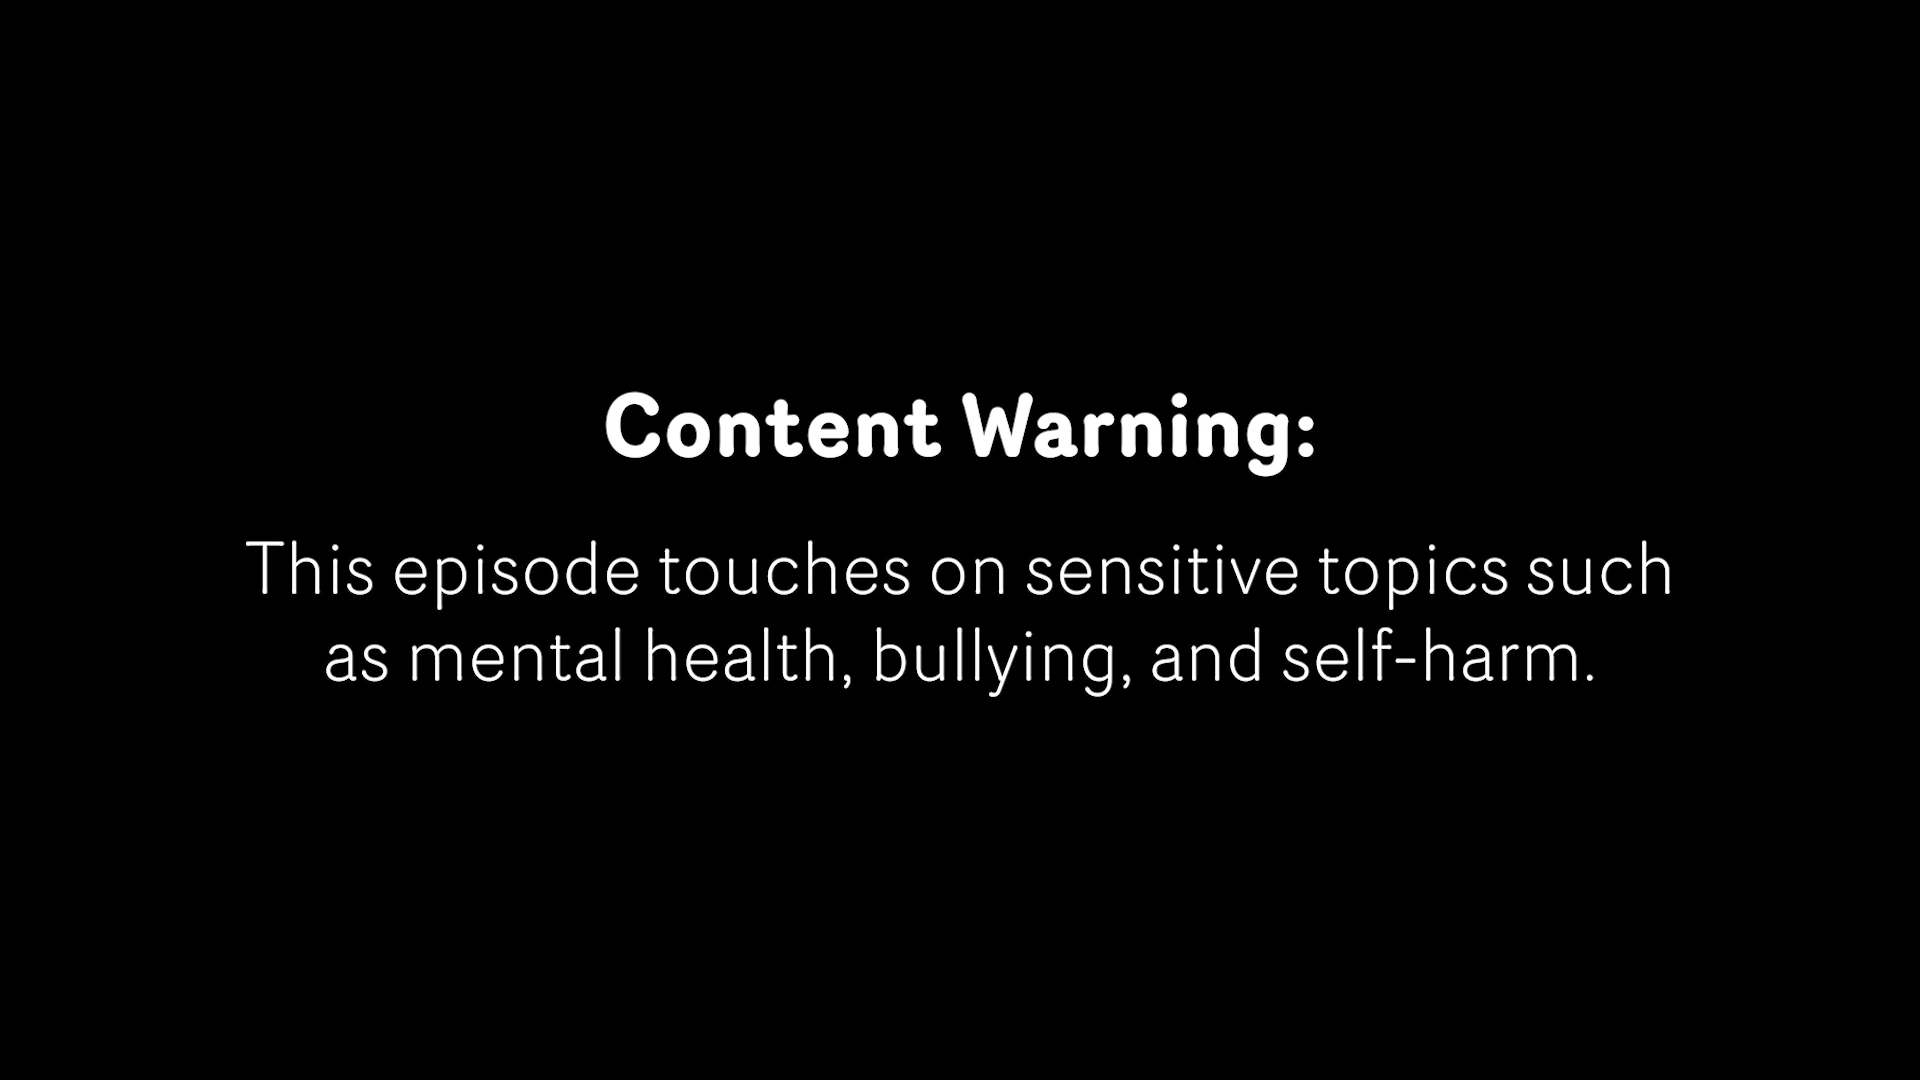 Content Warning:
This episode touches on sensitive topics such
as mental health, bullying, and self-harm.